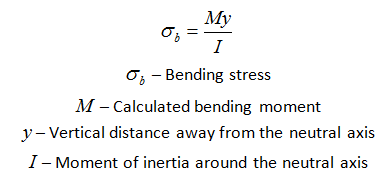 σ_b = My / I
σ_b – Bending stress
M – Calculated bending moment
y – Vertical distance away from the neutral axis
I – Moment of inertia around the neutral axis